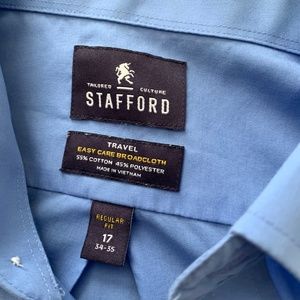 TAILORED CULTURE
STAFFORD
TRAVEL
EASY CARE BROADCLOTH
55% COTTON 45% POLYESTER
MADE IN VIETNAM
REGULAR
FIT
17
34-35